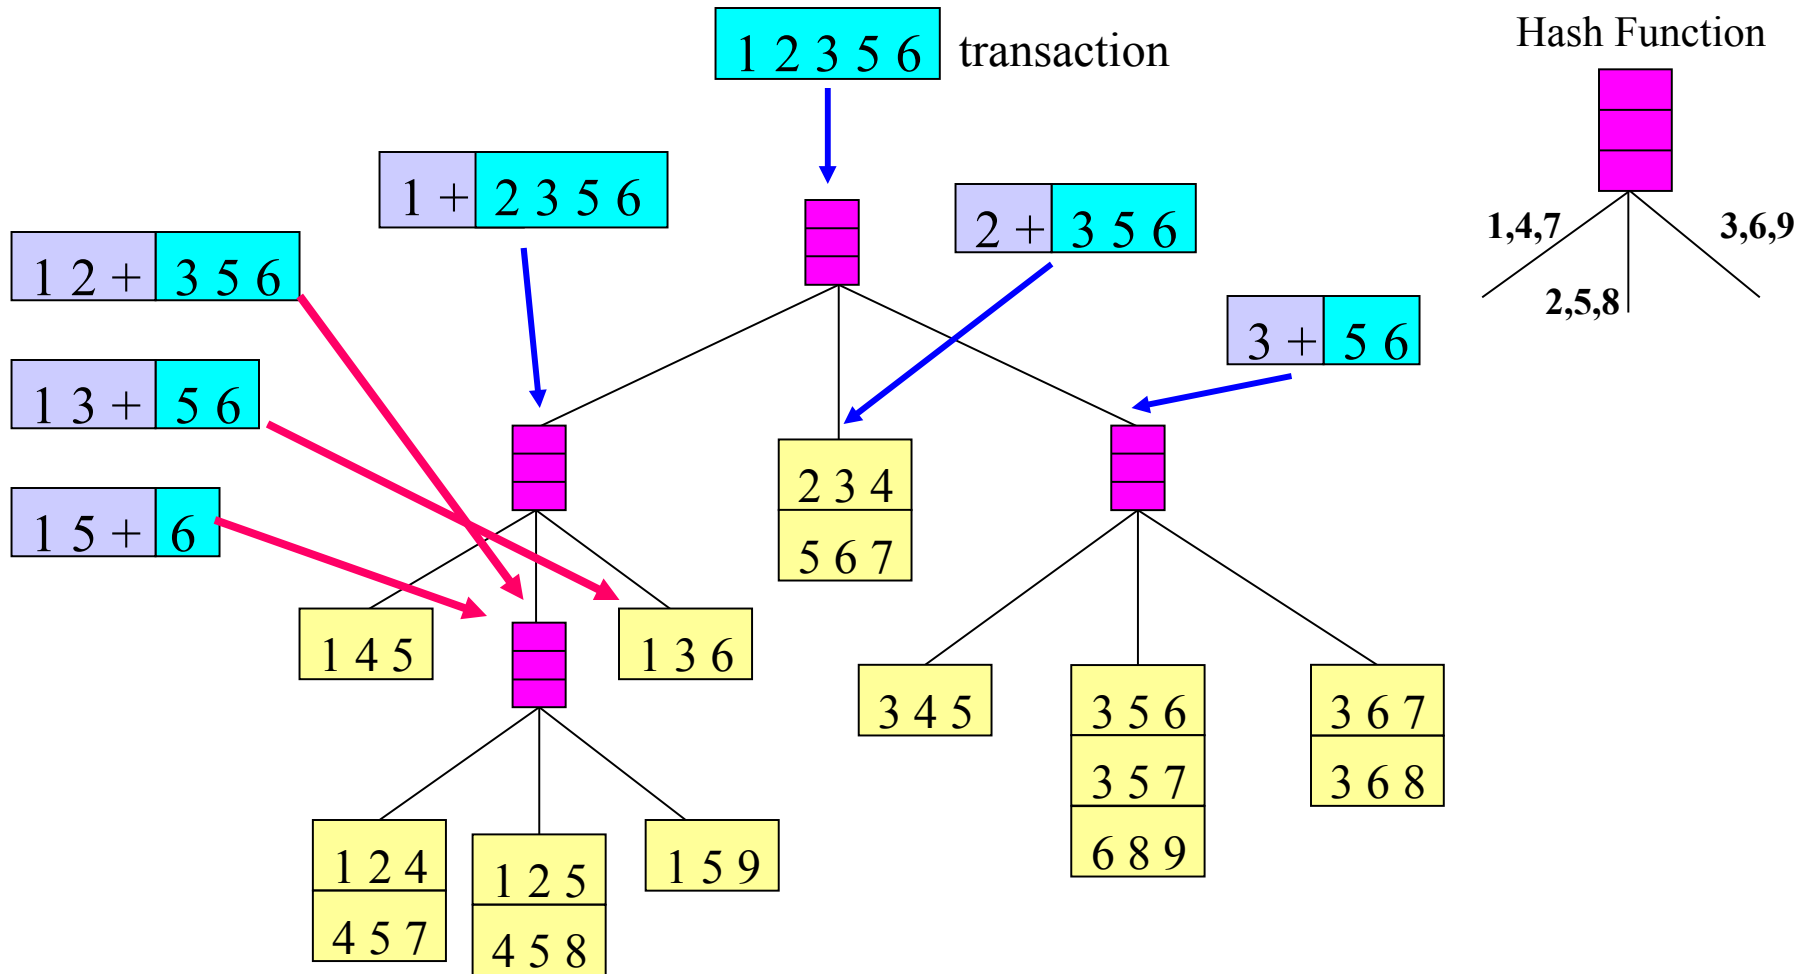 1 2 3 5 6 transaction
Hash Function
1 + 2 3 5 6
2 + 3 5 6
1,4,7
3,6,9
2,5,8
1 2 + 3 5 6
3 + 5 6
1 3 + 5 6
1 5 + 6
2 3 4
5 6 7
1 4 5
1 3 6
3 4 5
3 5 6
3 6 7
3 5 7
3 6 8
6 8 9
1 2 4
1 2 5
1 5 9
4 5 7
4 5 8